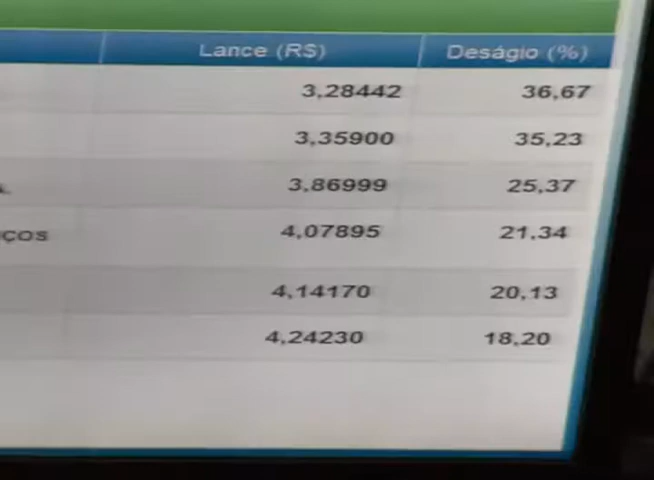 Lance (R$) Deságio (%)
3,28442 36,67
3,35900 35,23
3,86999 25,37
ços 4,07895 21,34
4,14170 20,13
4,24230 18,20